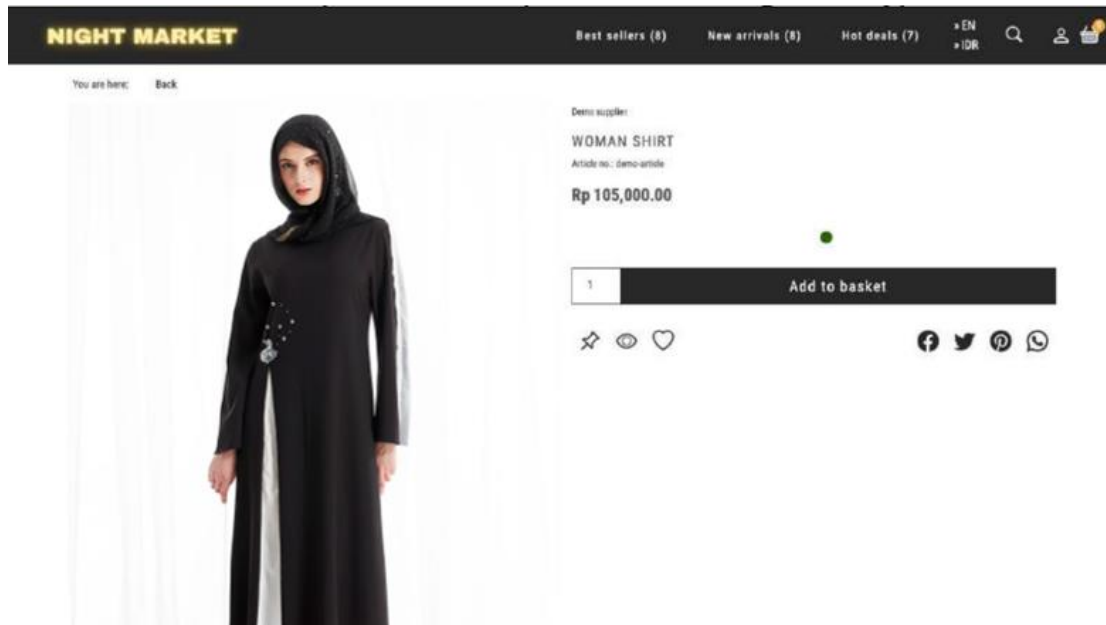 NIGHT MARKET
Best sellers (8) New arrivals (8) Hot deals (7)
» EN
» IDR
You are here: Back
Demo supplier
WOMAN SHIRT
Article no.: demo-article
Rp 105,000.00
1 Add to basket